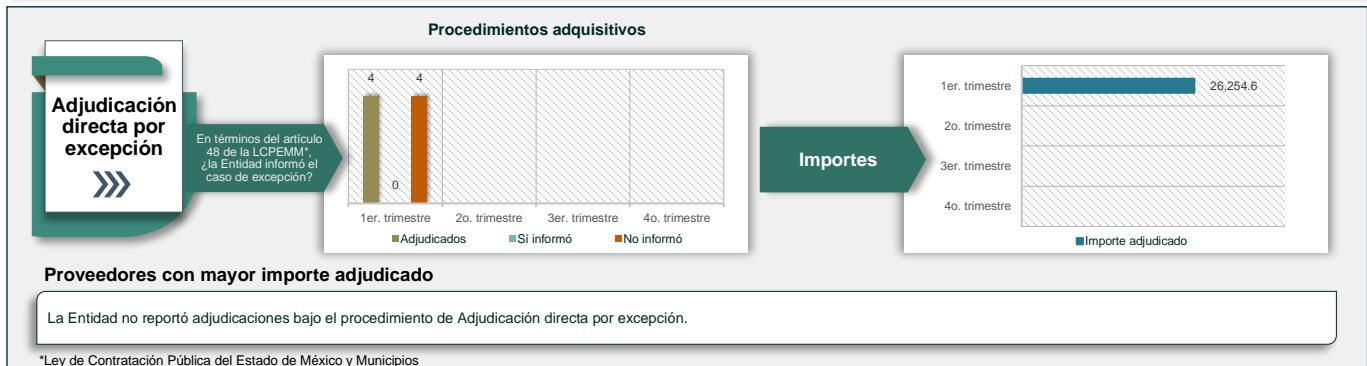 Procedimientos adquisitivos
Adjudicación
directa por
excepción
En términos del artículo
48 de la LCPEMM*,
¿la Entidad informó el
caso de excepción?
4 4
0
1er. trimestre 2o. trimestre 3er. trimestre 4o. trimestre
Adjudicados Sí informó No informó
Importes
1er. trimestre 26,254.6
2o. trimestre
3er. trimestre
4o. trimestre
Importe adjudicado
Proveedores con mayor importe adjudicado
La Entidad no reportó adjudicaciones bajo el procedimiento de Adjudicación directa por excepción.
*Ley de Contratación Pública del Estado de México y Municipios